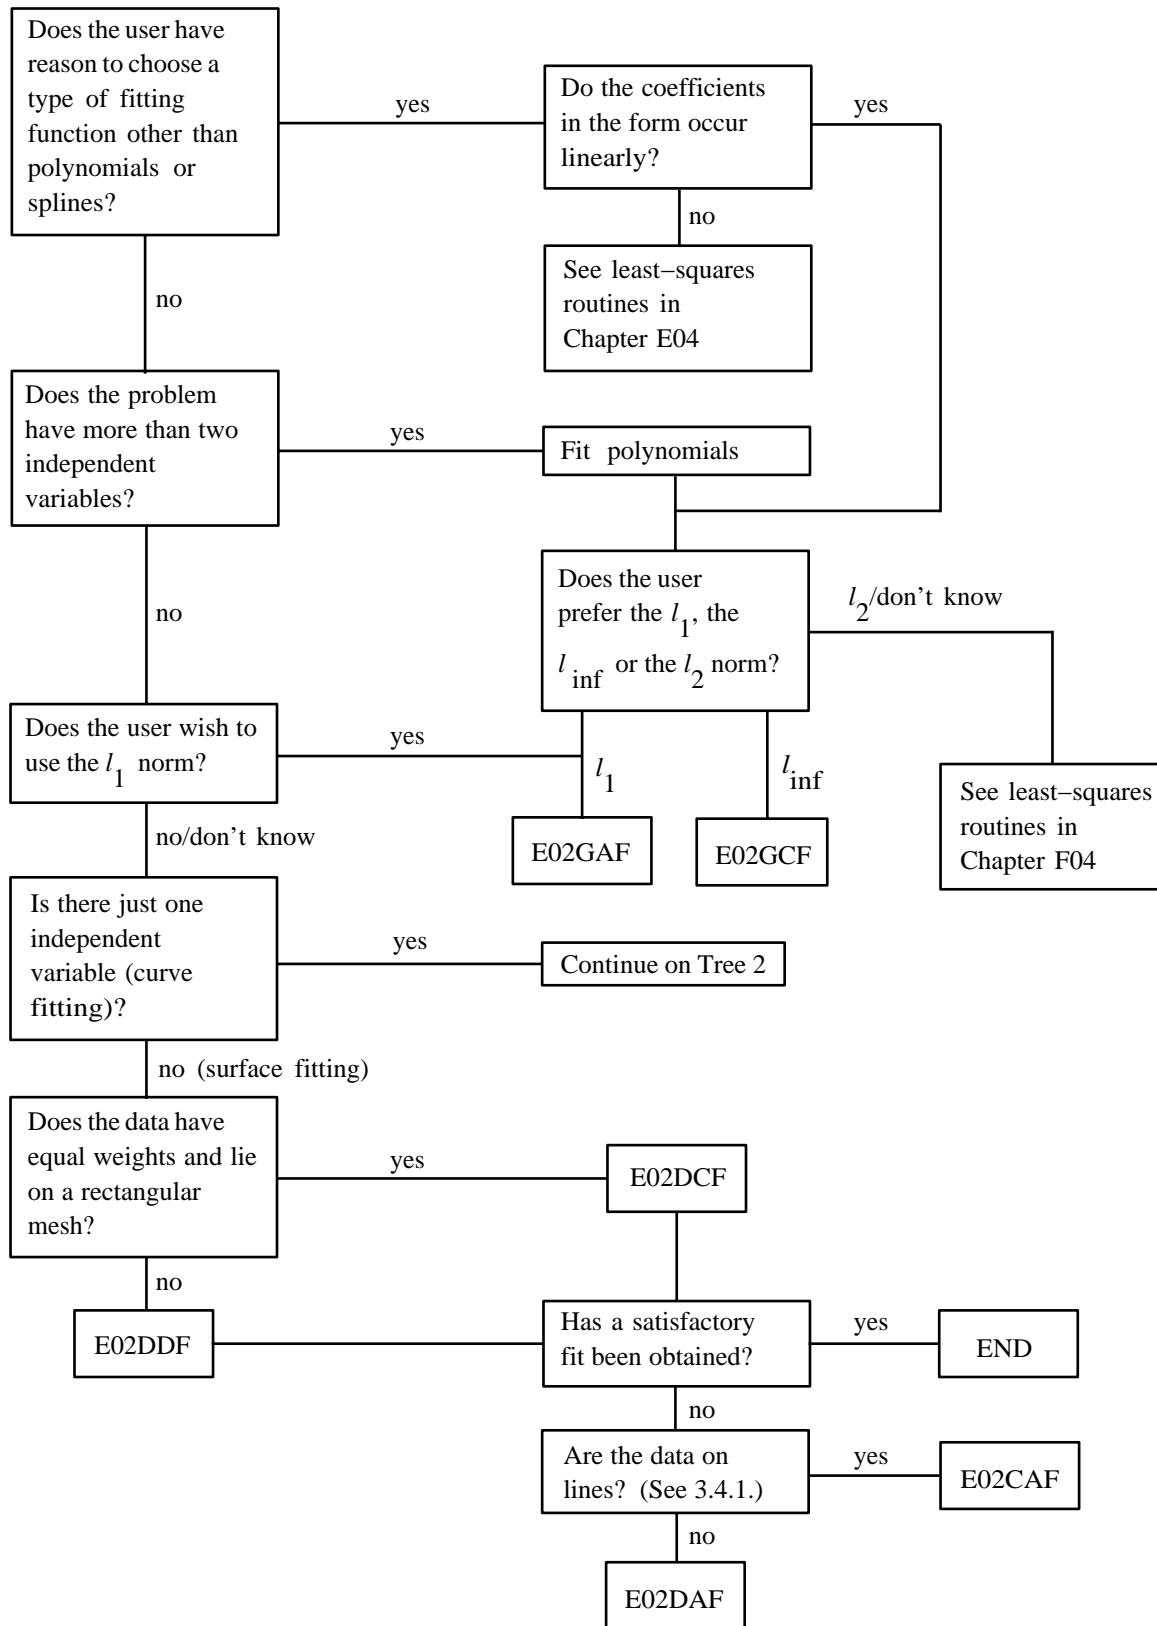 Does the user have
reason to choose a
type of fitting
function other than
polynomials or
splines?
yes
Do the coefficients
in the form occur
linearly?
yes
no
See least−squares
routines in
Chapter E04
no
Does the problem
have more than two
independent
variables?
yes
Fit polynomials
Does the user
prefer the l1, the
l inf or the l2 norm?
l2/don't know
no
Does the user wish to
use the l1 norm?
yes
l1
linf
See least−squares
routines in
Chapter F04
no/don't know
E02GAF
E02GCF
Is there just one
independent
variable (curve
fitting)?
yes
Continue on Tree 2
no (surface fitting)
Does the data have
equal weights and lie
on a rectangular
mesh?
yes
E02DCF
no
E02DDF
Has a satisfactory
fit been obtained?
yes
END
no
Are the data on
lines? (See 3.4.1.)
yes
E02CAF
no
E02DAF